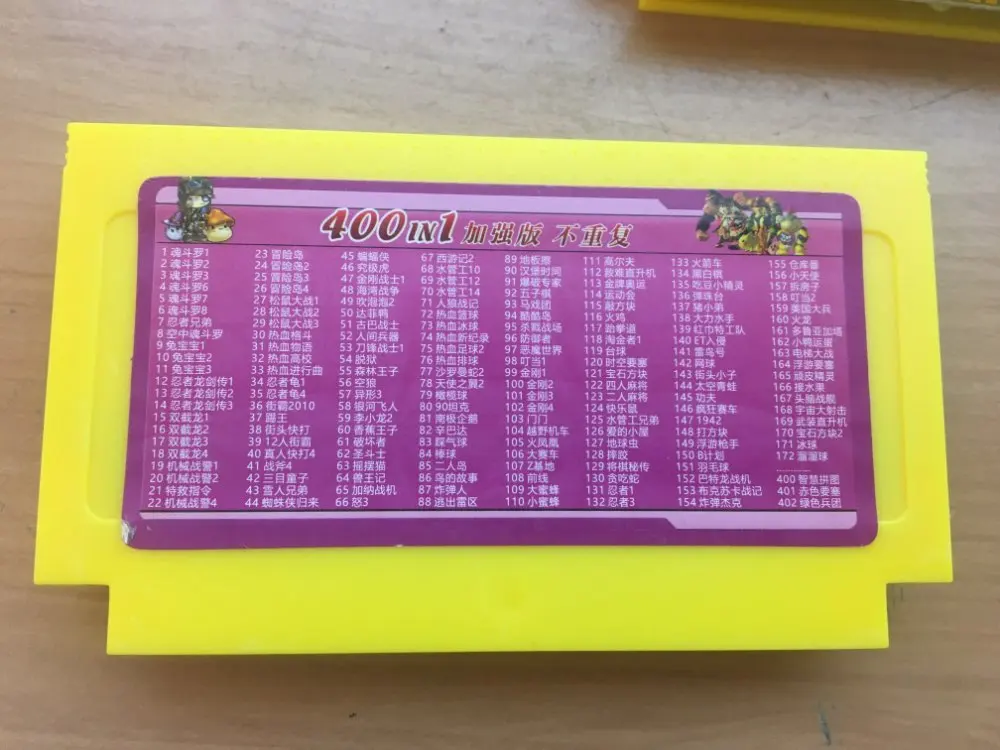 400 IN 1 加强版 不重复
1 魂斗罗1
2 魂斗罗2
3 魂斗罗3
4 魂斗罗6
5 魂斗罗7
6 魂斗罗8
7 忍者兄弟
8 空中魂斗罗
9 兔宝宝1
10 兔宝宝2
11 兔宝宝3
12 忍者龙剑传1
13 忍者龙剑传2
14 忍者龙剑传3
15 双截龙1
16 双截龙2
17 双截龙3
18 双截龙4
19 机械战警1
20 机械战警2
21 特救指令
22 机械战警4
23 冒险岛
24 冒险岛2
25 冒险岛3
26 冒险岛4
27 松鼠大战1
28 松鼠大战2
29 松鼠大战3
30 热血格斗
31 热血物语
32 热血高校
33 热血进行曲
34 忍者龟1
35 忍者龟4
36 街霸2010
37 圆王
38 街头快打
39 12人街霸
40 真人快打4
41 战斧4
42 三目童子
43 雪人兄弟
44 蜘蛛侠归来
45 蝙蝠侠
46 究极虎
47 金刚战士1
48 海湾战争
49 吹泡泡2
50 达菲鸭
51 古巴战士
52 人间兵器
53 刀锋战士1
54 脱狱
55 森林王子
56 空狼
57 异形3
58 银河飞人
59 李小龙2
60 香蕉王子
61 破坏者
62 圣斗士
63 摇摆猫
64 兽王记
65 加纳战机
66 怒3
67 西游记2
68 水管工10
69 水管工12
70 水管工14
71 人狼战记
72 热血篮球
73 热血冰球
74 热血新纪录
75 热血足球2
76 热血排球
77 沙罗曼蛇2
78 天使之翼2
79 橄榄球
80 90坦克
81 南极企鹅
82 辛巴达
83 踩气球
84 棒球
85 二人岛
86 鸟的故事
87 炸弹人
88 逃出雷区
89 地板擦
90 汉堡时间
91 爆破专家
92 五子棋
93 马戏团
94 酷酷岛
95 杀戮战场
96 防御者
97 恶魔世界
98 叮当1
99 金刚1
100 金刚2
101 金刚3
102 金刚4
103 门门
104 越野机车
105 火凤凰
106 大赛车
107 Z基地
108 前线
109 大蜜蜂
110 小蜜蜂
111 高尔夫
112 救难直升机
113 金牌奥运
114 运动会
115 敲方块
116 火鸡
117 跆拳道
118 淘金者1
119 台球
120 时空要塞
121 宝石方块
122 四人麻将
123 二人麻将
124 快乐鼠
125 水管工兄弟
126 爱的小屋
127 地球虫
128 摔跤
129 将棋秘传
130 贪吃蛇
131 忍者1
132 忍者3
133 火箭车
134 黑白棋
135 吃豆小精灵
136 弹珠台
137 猪小弟
138 大力水手
139 红巾特工队
140 ET入侵
141 雷鸟号
142 网球
143 街头小子
144 太空青蛙
145 功夫
146 疯狂赛车
147 1942
148 打方块
149 浮游枪手
150 B计划
151 羽毛球
152 巴特龙战机
153 布克苏卡战记
154 炸弹杰克
155 仓库番
156 小天使
157 拆房子
158 叮当2
159 美国大兵
160 火龙
161 多鲁亚加塔
162 小鸭运蛋
163 电梯大战
164 浮游要塞
165 顽皮精灵
166 接水果
167 头脑战舰
168 宇宙大射击
169 武装直升机
170 宝石方块2
171 冰球
172 溜溜球
............
400 智慧拼图
401 赤色要塞
402 绿色兵团